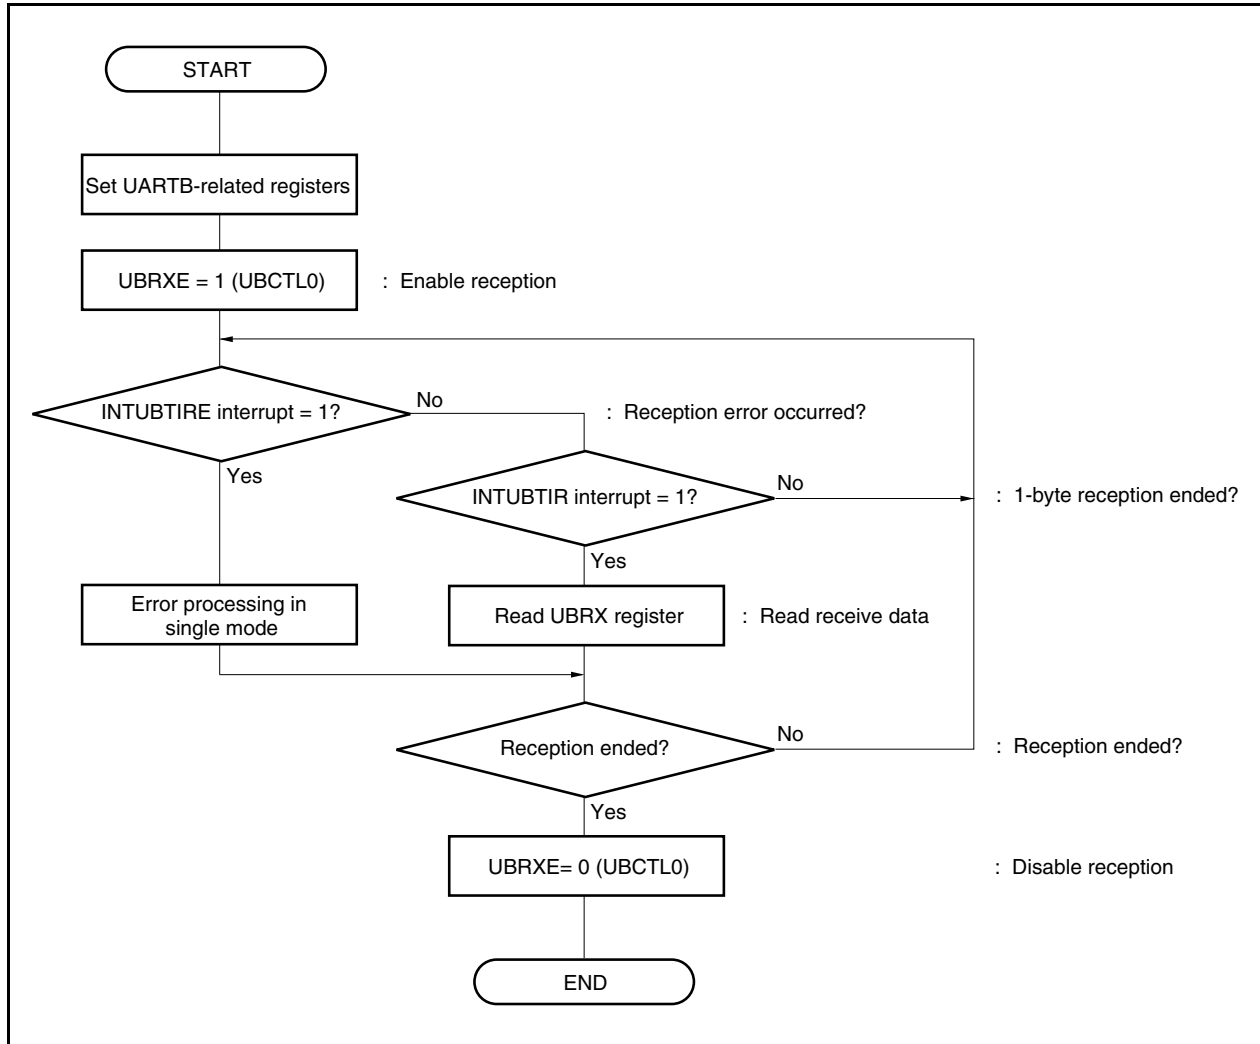 START
Set UARTB-related registers
UBRXE = 1 (UBCTL0)
: Enable reception
INTUBTIRE interrupt = 1?
No
: Reception error occurred?
Yes
INTUBTIR interrupt = 1?
No
: 1-byte reception ended?
Yes
Error processing in
single mode
Read UBRX register
: Read receive data
Reception ended?
No
: Reception ended?
Yes
UBRXE= 0 (UBCTL0)
: Disable reception
END